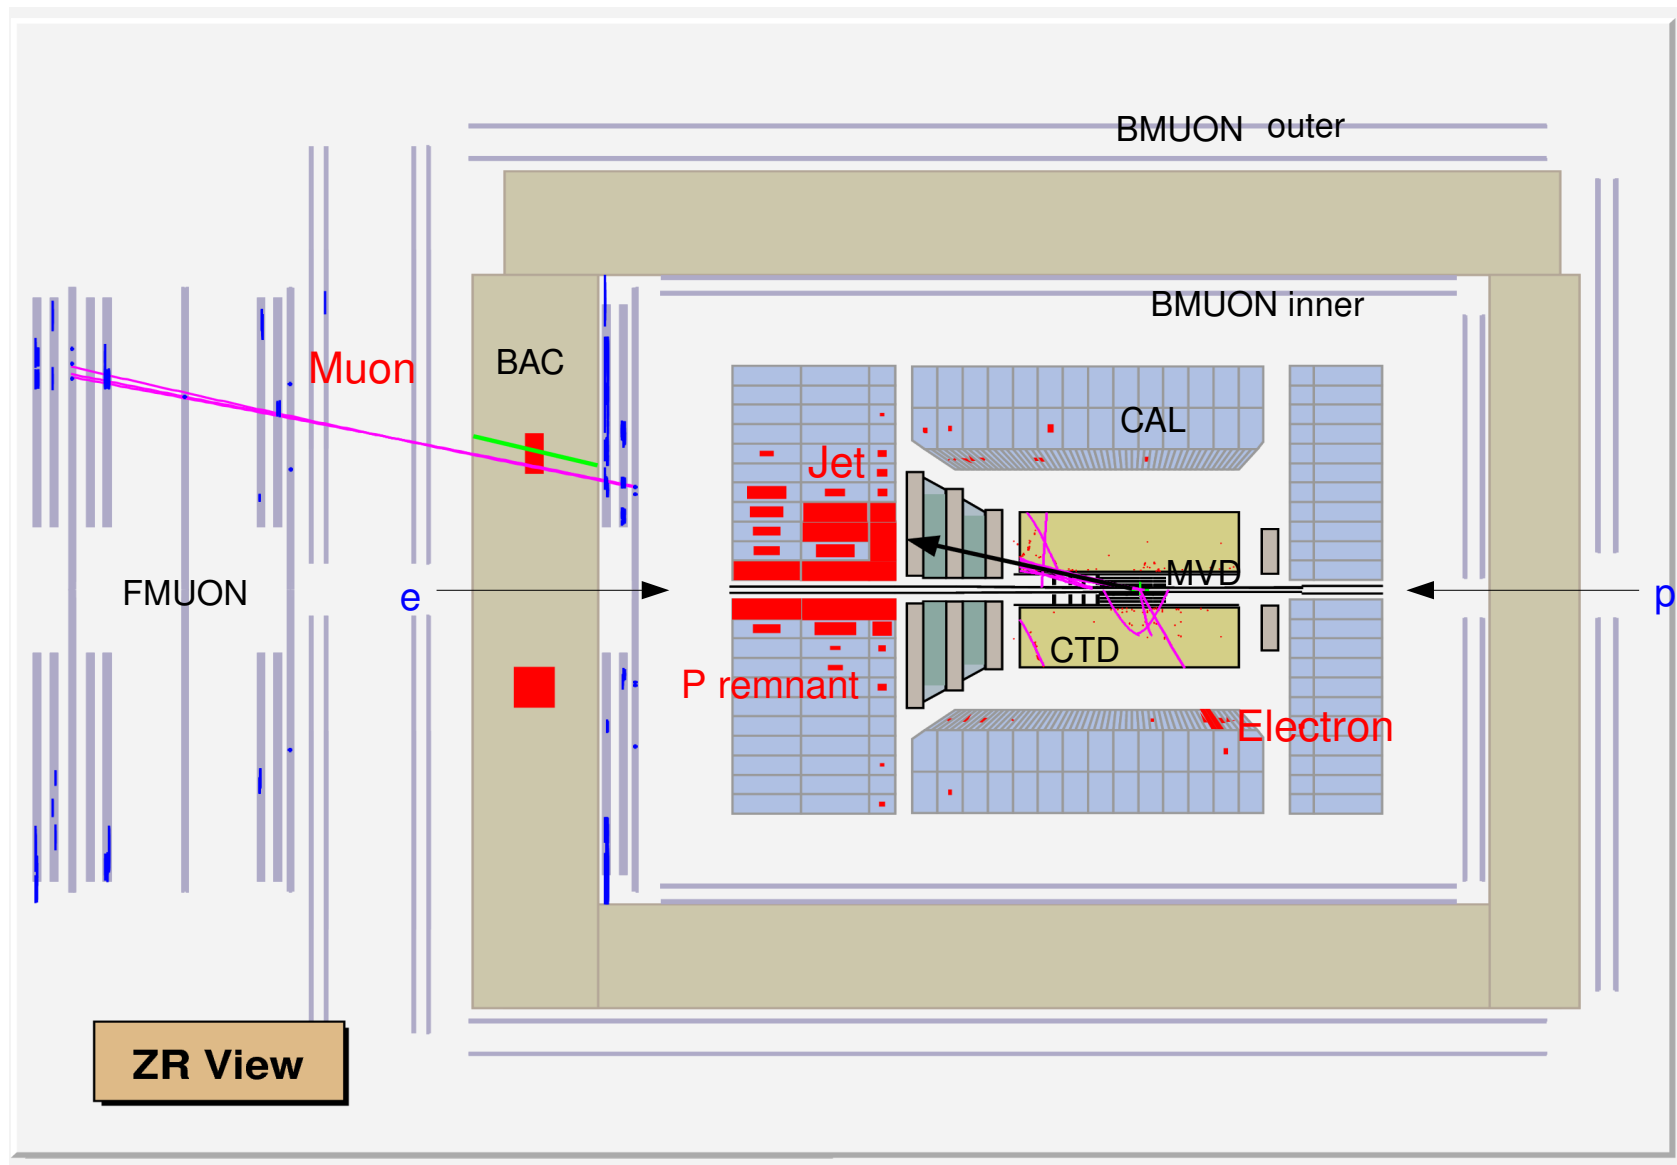 BMUON outer
BMUON inner
Muon
BAC
CAL
Jet
MVD
FMUON
e
p
CTD
P remnant
Electron
ZR View